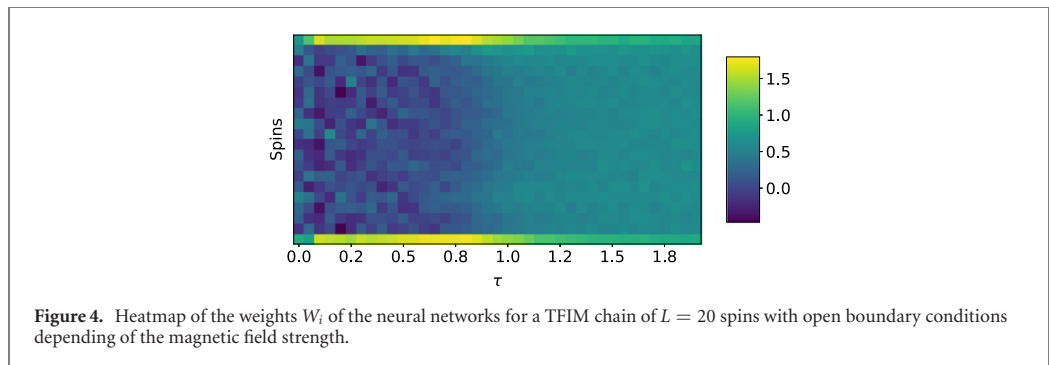 Spins
1.5
1.0
0.5
0.0
0.0 0.2 0.5 0.8 1.0 1.2 1.5 1.8
τ
Figure 4. Heatmap of the weights Wi of the neural networks for a TFIM chain of L = 20 spins with open boundary conditions
depending of the magnetic field strength.